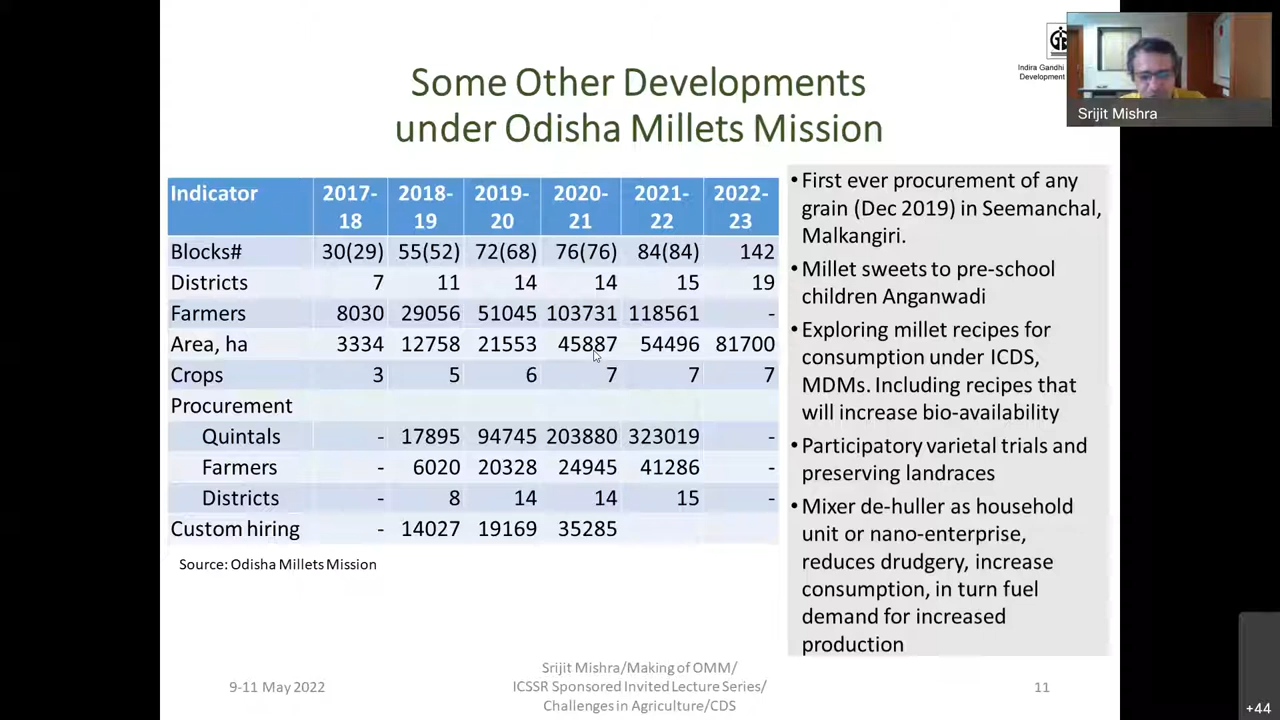 Indira Gandhi
Development
Srijit Mishra
Some Other Developments
under Odisha Millets Mission
Indicator 2017-18 2018-19 2019-20 2020-21 2021-22 2022-23
Blocks# 30(29) 55(52) 72(68) 76(76) 84(84) 142
Districts 7 11 14 14 15 19
Farmers 8030 29056 51045 103731 118561 -
Area, ha 3334 12758 21553 45887 54496 81700
Crops 3 5 6 7 7 7
Procurement
Quintals - 17895 94745 203880 323019 -
Farmers - 6020 20328 24945 41286 -
Districts - 8 14 14 15 -
Custom hiring - 14027 19169 35285
Source: Odisha Millets Mission
• First ever procurement of any
grain (Dec 2019) in Seemanchal,
Malkangiri.
• Millet sweets to pre-school
children Anganwadi
• Exploring millet recipes for
consumption under ICDS,
MDMs. Including recipes that
will increase bio-availability
• Participatory varietal trials and
preserving landraces
• Mixer de-huller as household
unit or nano-enterprise,
reduces drudgery, increase
consumption, in turn fuel
demand for increased
production
9-11 May 2022
Srijit Mishra/Making of OMM/
ICSSR Sponsored Invited Lecture Series/
Challenges in Agriculture/CDS
11
+44